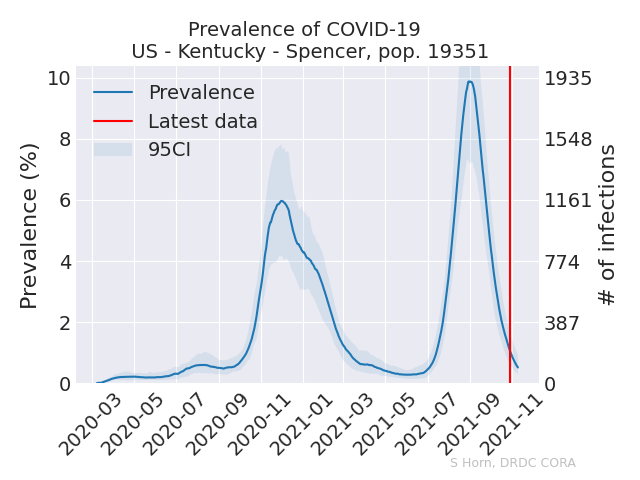 Prevalence of COVID-19
US - Kentucky - Spencer, pop. 19351
Prevalence
Latest data
95CI
Prevalence (%)
10
8
6
4
2
0
1935
1548
1161
774
387
0
# of infections
2020-03
2020-05
2020-07
2020-09
2020-11
2021-01
2021-03
2021-05
2021-07
2021-09
2021-11
S Horn, DRDC CORA